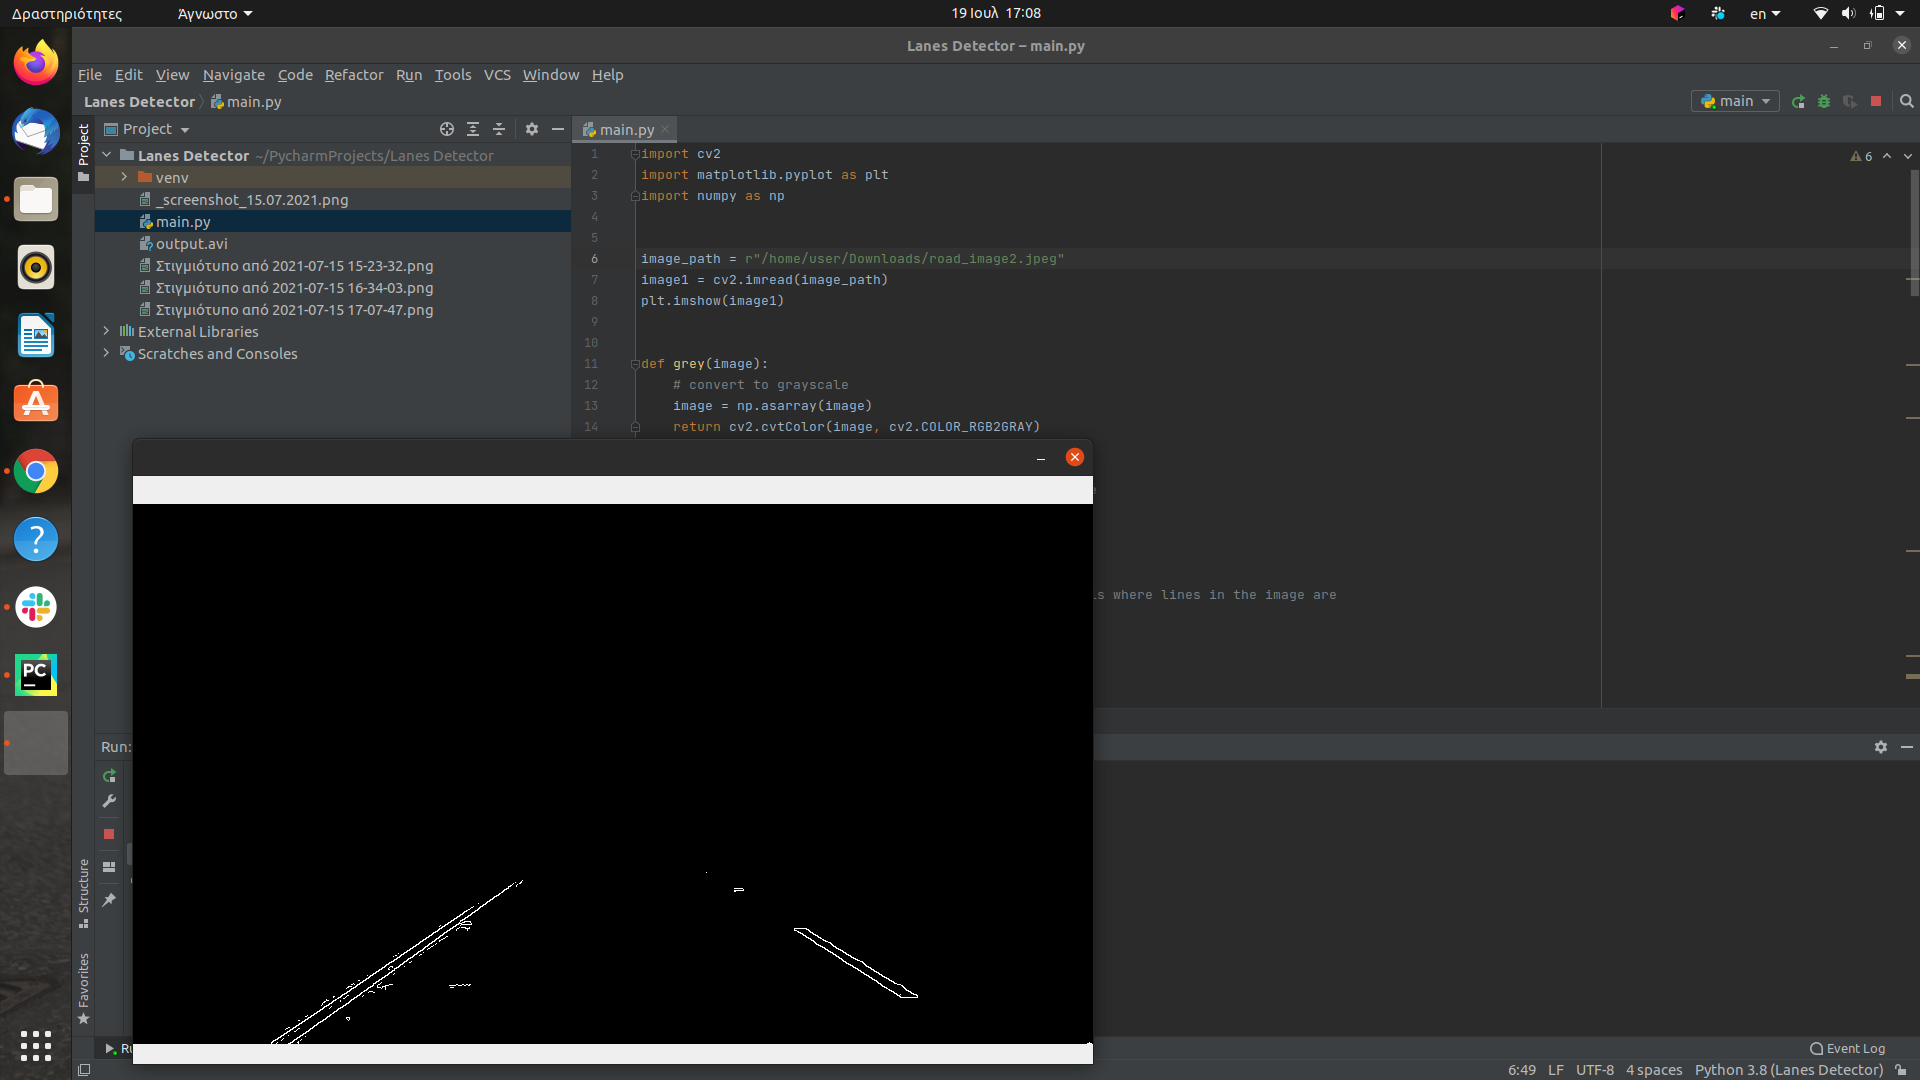 Δραστηριότητες Άγνωστο 19 Ιουλ 17:08 en
Lanes Detector – main.py
File Edit View Navigate Code Refactor Run Tools VCS Window Help
Lanes Detector main.py main
Project main.py
Lanes Detector ~/PycharmProjects/Lanes Detector
venv
_screenshot_15.07.2021.png
main.py
output.avi
Στιγμιότυπο από 2021-07-15 15-23-32.png
Στιγμιότυπο από 2021-07-15 16-34-03.png
Στιγμιότυπο από 2021-07-15 17-07-47.png
External Libraries
Scratches and Consoles
Project
Structure
Favorites
6
1 import cv2
2 import matplotlib.pyplot as plt
3 import numpy as np
4
5
6 image_path = r"/home/user/Downloads/road_image2.jpeg"
7 image1 = cv2.imread(image_path)
8 plt.imshow(image1)
9
10
11 def grey(image):
12 # convert to grayscale
13 image = np.asarray(image)
14 return cv2.cvtColor(image, cv2.COLOR_RGB2GRAY)
where lines in the image are
PC
Run:
Event Log
6:49 LF UTF-8 4 spaces Python 3.8 (Lanes Detector)